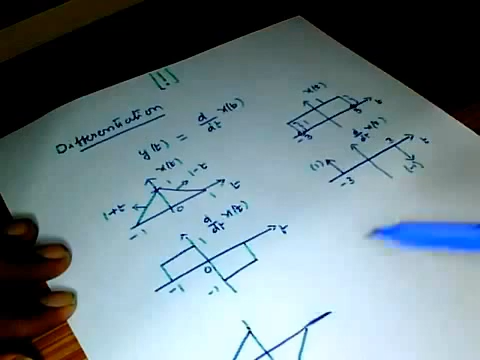 [1]
Differentiation
y(t) = d/dt x(t)
x(t)
1+t
1-t
-1
0
1
t
d/dt x(t)
1
t
-1
0
-1
x(t)
1
-3
3
t
d/dt x(t)
t
(1)
-3
3